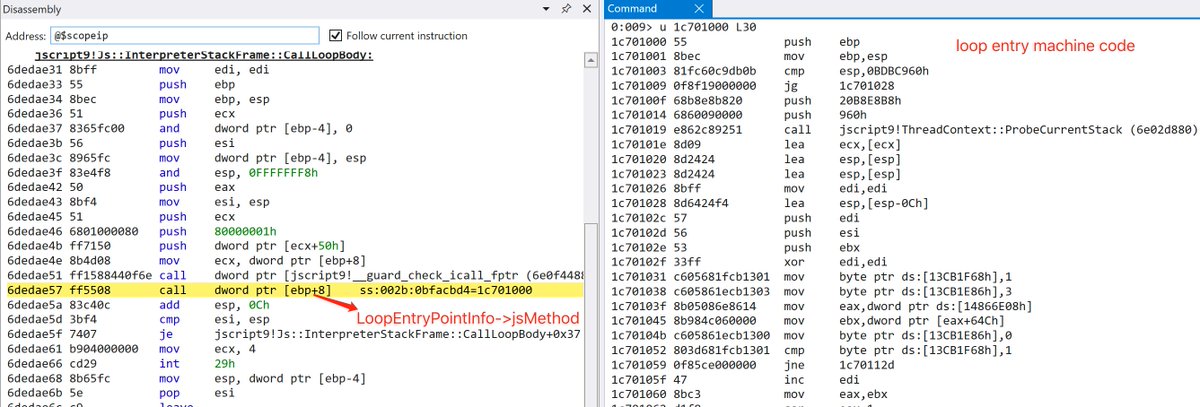 Disassembly
Address: @$scopeip
Follow current instruction
jscript9!Js::InterpreterStackFrame::CallLoopBody:
6dedae31 8bff mov edi, edi
6dedae33 55 push ebp
6dedae34 8bec mov ebp, esp
6dedae36 51 push ecx
6dedae37 8365fc00 and dword ptr [ebp-4], 0
6dedae3b 56 push esi
6dedae3c 8965fc mov dword ptr [ebp-4], esp
6dedae3f 83e4f8 and esp, 0FFFFFFF8h
6dedae42 50 push eax
6dedae43 8bf4 mov esi, esp
6dedae45 51 push ecx
6dedae46 6801000080 push 80000001h
6dedae4b ff7150 push dword ptr [ecx+50h]
6dedae4e 8b4d08 mov ecx, dword ptr [ebp+8]
6dedae51 ff1588440f6e call dword ptr [jscript9!__guard_check_icall_fptr (6e0f4488
6dedae57 ff5508 call dword ptr [ebp+8] ss:002b:0bfacbd4=1c701000
6dedae5a 83c40c add esp, 0Ch
6dedae5d 3bf4 cmp esi, esp
6dedae5f 7407 je jscript9!Js::InterpreterStackFrame::CallLoopBody+0x37
6dedae61 b904000000 mov ecx, 4
6dedae66 cd29 int 29h
6dedae68 8b65fc mov esp, dword ptr [ebp-4]
6dedae6b 5e pop esi
LoopEntryPointInfo->jsMethod
Command
0:009> u 1c701000 L30
loop entry machine code
1c701000 55 push ebp
1c701001 8bec mov ebp,esp
1c701003 81fc60c9db0b cmp esp,0BDBC960h
1c701009 0f8f19000000 jg 1c701028
1c70100f 68b8e8b820 push 20B8E8B8h
1c701014 6860090000 push 960h
1c701019 e862c89251 call jscript9!ThreadContext::ProbeCurrentStack (6e02d880)
1c70101e 8d09 lea ecx,[ecx]
1c701020 8d2424 lea esp,[esp]
1c701023 8d2424 lea esp,[esp]
1c701026 8bff mov edi,edi
1c701028 8d6424f4 lea esp,[esp-0Ch]
1c70102c 57 push edi
1c70102d 56 push esi
1c70102e 53 push ebx
1c70102f 33ff xor edi,edi
1c701031 c605681fcb1301 mov byte ptr ds:[13CB1F68h],1
1c701038 c605861ecb1303 mov byte ptr ds:[13CB1E86h],3
1c70103f 8b05086e8614 mov eax,dword ptr ds:[14866E08h]
1c701045 8b984c060000 mov ebx,dword ptr [eax+64Ch]
1c70104b c605861ecb1300 mov byte ptr ds:[13CB1E86h],0
1c701052 803d681fcb1301 cmp byte ptr ds:[13CB1F68h],1
1c701059 0f85ce000000 jne 1c70112d
1c70105f 47 inc edi
1c701060 8bc3 mov eax,ebx